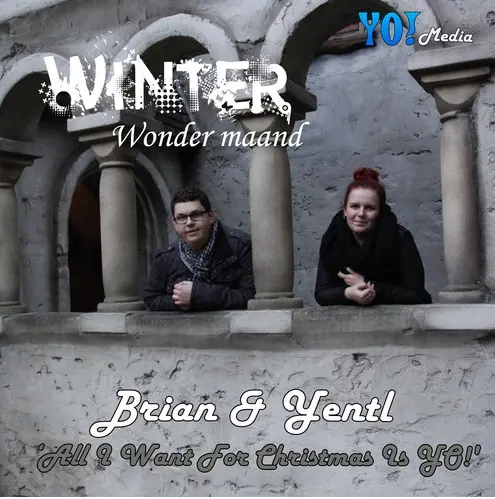 YO! Media
WINTER
Wonder maand
Brian & Yentl
'All I Want For Christmas Is YO!'